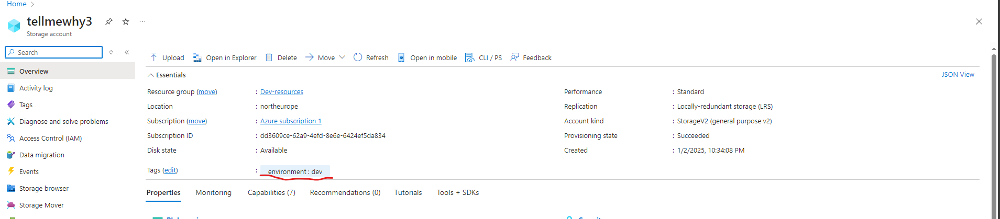 Home >
tellmewhy3 ...
Storage account
Search «
Overview
Activity log
Tags
Diagnose and solve problems
Access Control (IAM)
Data migration
Events
Storage browser
Storage Mover
Upload Open in Explorer Delete Move Refresh Open in mobile CLI / PS Feedback
Essentials JSON View
Resource group (move) : Dev-resources
Location : northeurope
Subscription (move) : Azure subscription 1
Subscription ID : dd3609ce-62a9-4efd-8e6e-6424ef5da834
Disk state : Available
Tags (edit) : environment : dev
Performance : Standard
Replication : Locally-redundant storage (LRS)
Account kind : StorageV2 (general purpose v2)
Provisioning state : Succeeded
Created : 1/2/2025, 10:34:08 PM
Properties Monitoring Capabilities (7) Recommendations (0) Tutorials Tools + SDKs